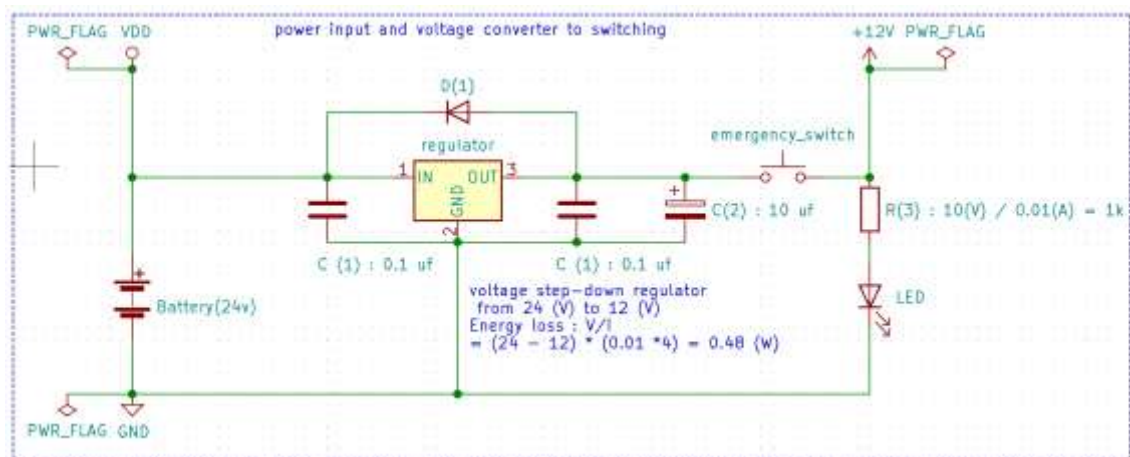 PWR_FLAG VDD
power input and voltage converter to switching
+12V PWR_FLAG
D(1)
regulator
emergency_switch
1 IN OUT 3
GND
2
+
C(2) : 10 uf
R(3) : 10(V) / 0.01(A) = 1k
C (1) : 0.1 uf
C (1) : 0.1 uf
+
Battery(24v)
voltage step-down regulator
from 24 (V) to 12 (V)
Energy loss : V/I
= (24 - 12) * (0.01 *4) = 0.48 (W)
LED
PWR_FLAG GND